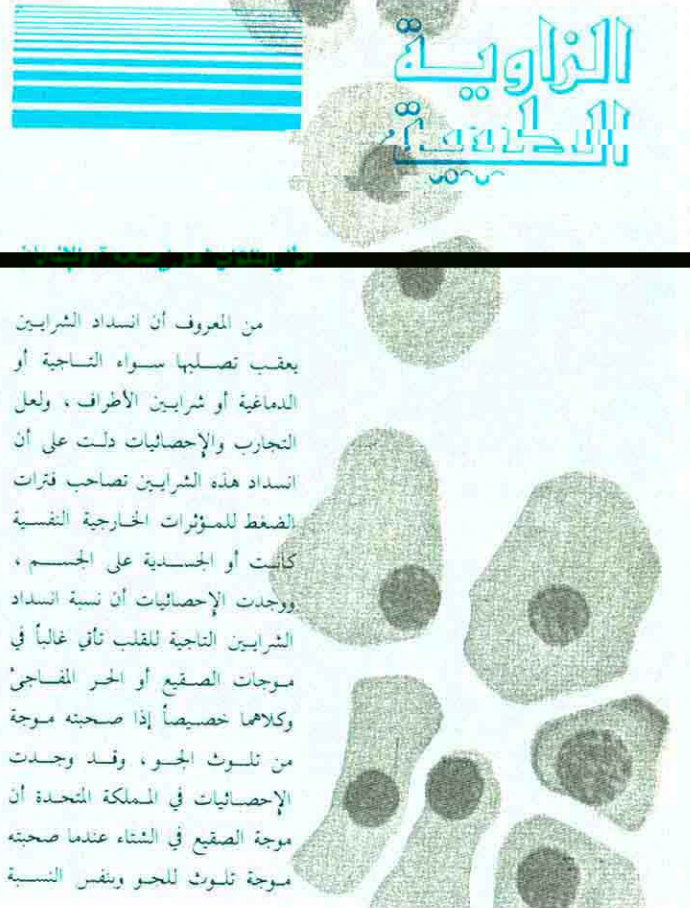 الزاوية
الطبية
من المعروف أن انسداد الشرايين
يعقب تصلبها سواء التاجية أو
الدماغية أو شرايين الأطراف ، ولعل
التجارب والإحصائيات دلت على أن
انسداد هذه الشرايين تصاحب فترات
الضغط للمؤثرات الخارجية النفسية
كانت أو الجسدية على الجسم ،
ووجدت الإحصائيات أن نسبة انسداد
الشرايين التاجية للقلب تأتي غالباً في
موجات الصقيع أو الحر المفاجئ
وكلاهما خصيصاً إذا صحبته موجة
من تلوث الجو ، وقد وجدت
الإحصائيات في المملكة المتحدة أن
موجة الصقيع في الشتاء عندما صحبته
موجة تلوث للجو وبنفس النسبة